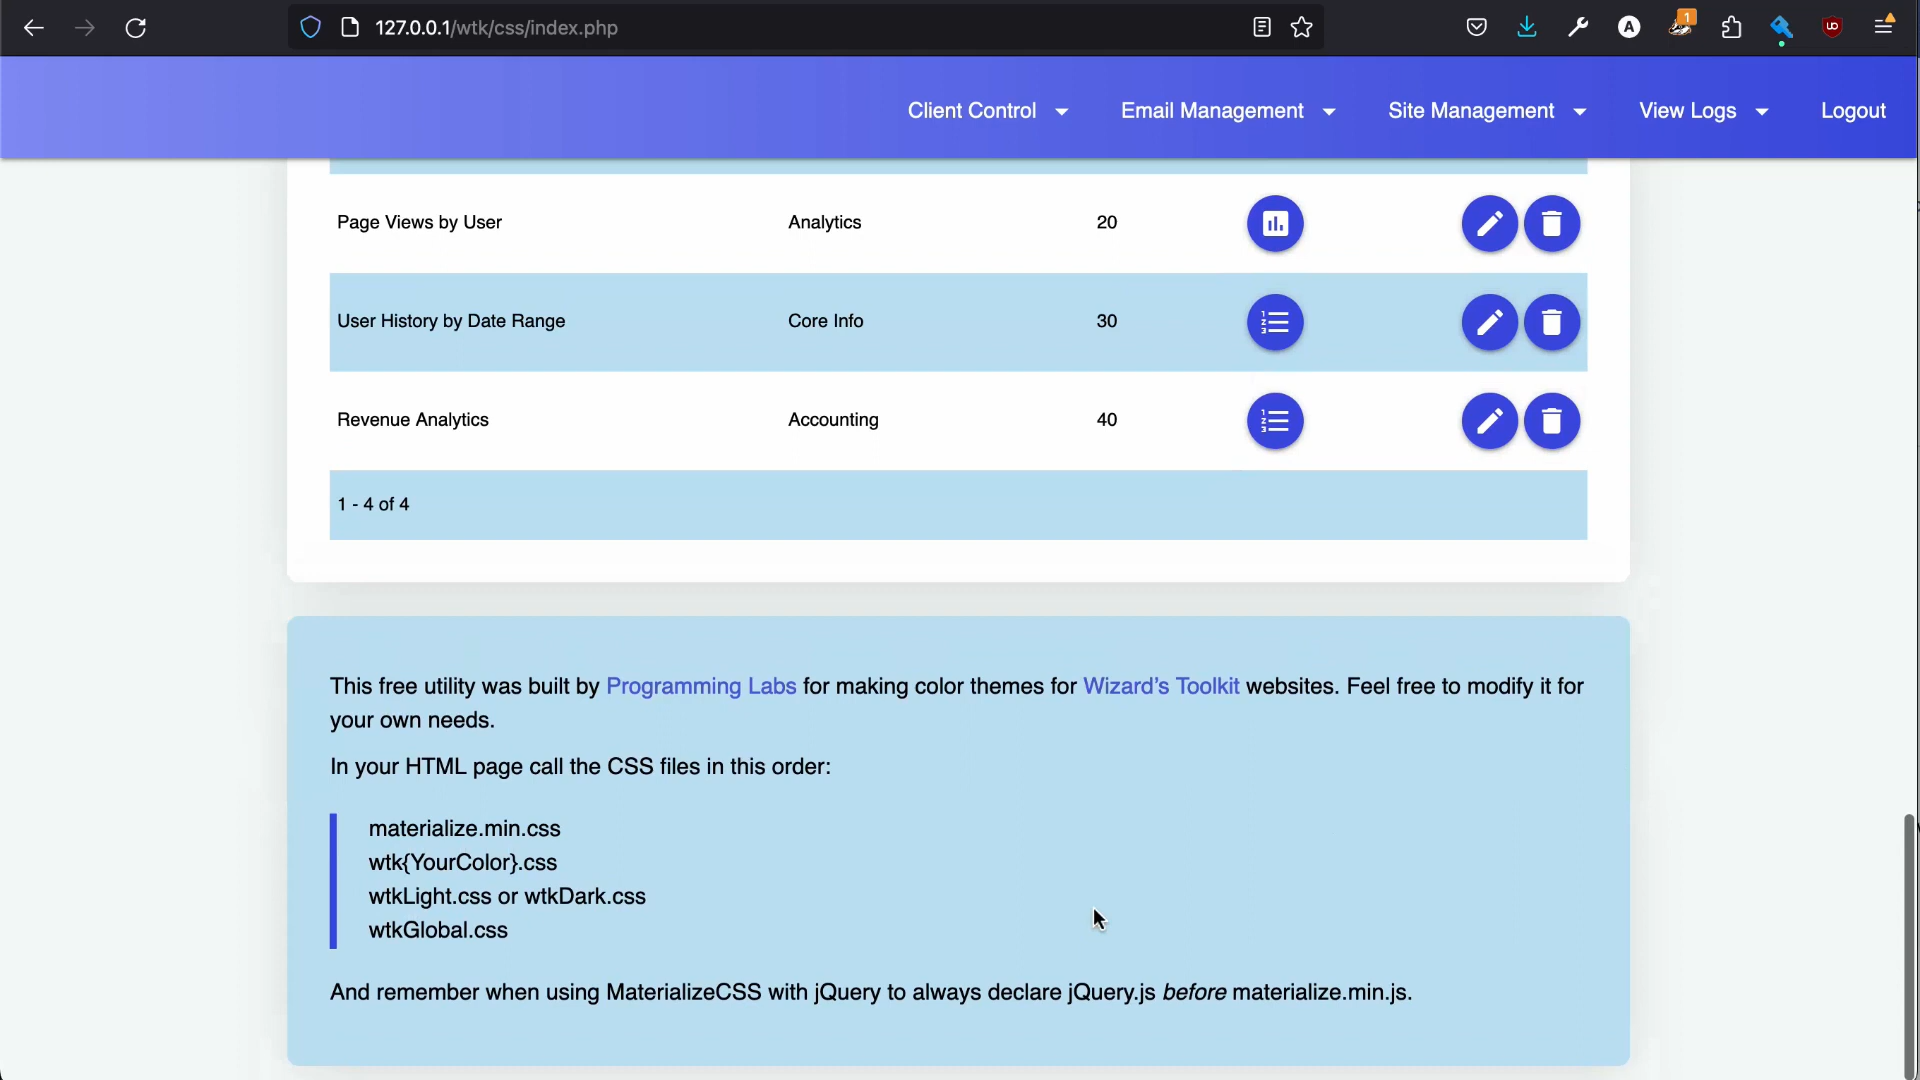 127.0.0.1/wtk/css/index.php
A
1
UD
Client Control
Email Management
Site Management
View Logs
Logout
Page Views by User Analytics 20
User History by Date Range Core Info 30
Revenue Analytics Accounting 40
1 - 4 of 4
This free utility was built by Programming Labs for making color themes for Wizard's Toolkit websites. Feel free to modify it for
your own needs.
In your HTML page call the CSS files in this order:
materialize.min.css
wtk{YourColor}.css
wtkLight.css or wtkDark.css
wtkGlobal.css
And remember when using MaterializeCSS with jQuery to always declare jQuery.js before materialize.min.js.